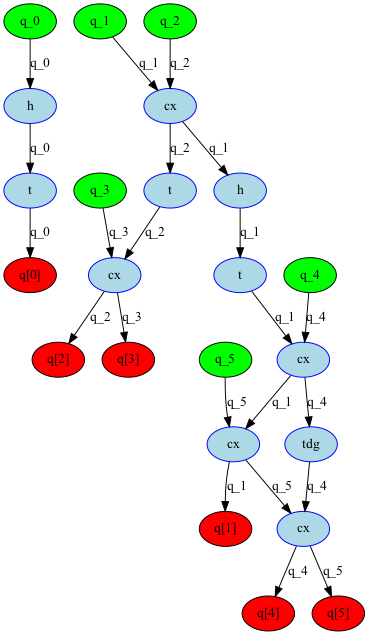 q_0 q_1 q_2
q_0 q_1 q_2
h cx
q_0 q_2 q_1
t q_3 t h
q_0 q_3 q_2 q_1
q[0] cx t q_4
q_2 q_3 q_1 q_4
q[2] q[3] q_5 cx
q_5 q_1 q_4
cx tdg
q_1 q_5 q_4
q[1] cx
q_4 q_5
q[4] q[5]